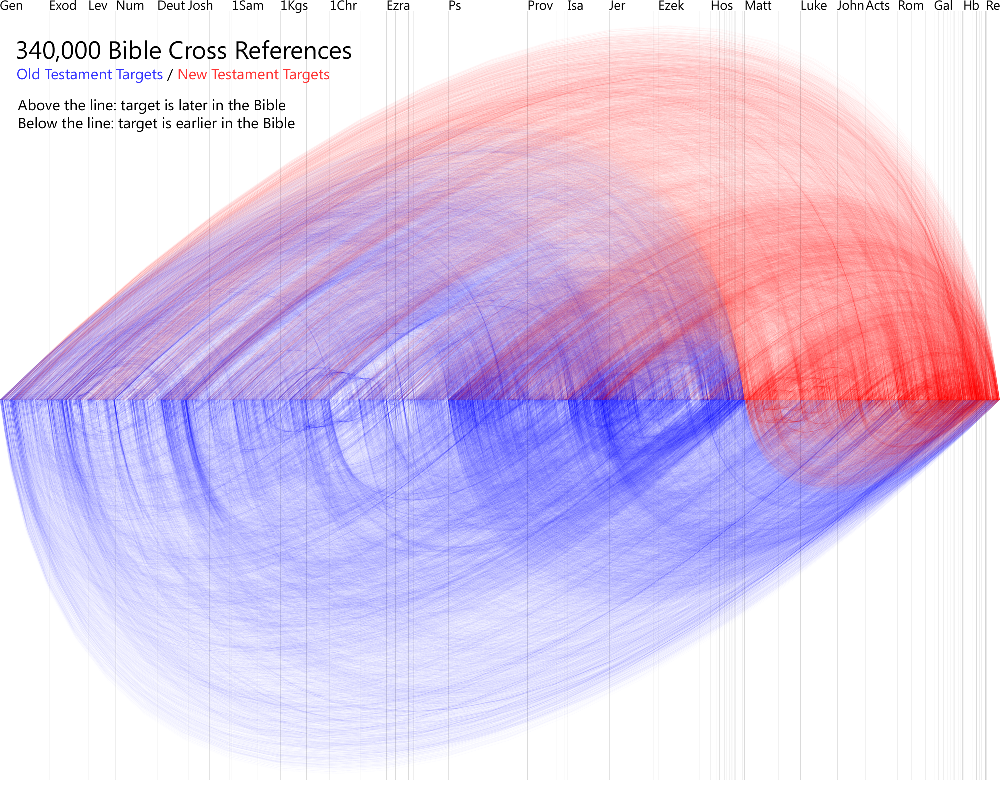 Gen Exod Lev Num Deut Josh 1Sam 1Kgs 1Chr Ezra Ps Prov Isa Jer Ezek Hos Matt Luke John Acts Rom Gal Hb Re
340,000 Bible Cross References
Old Testament Targets / New Testament Targets
Above the line: target is later in the Bible
Below the line: target is earlier in the Bible